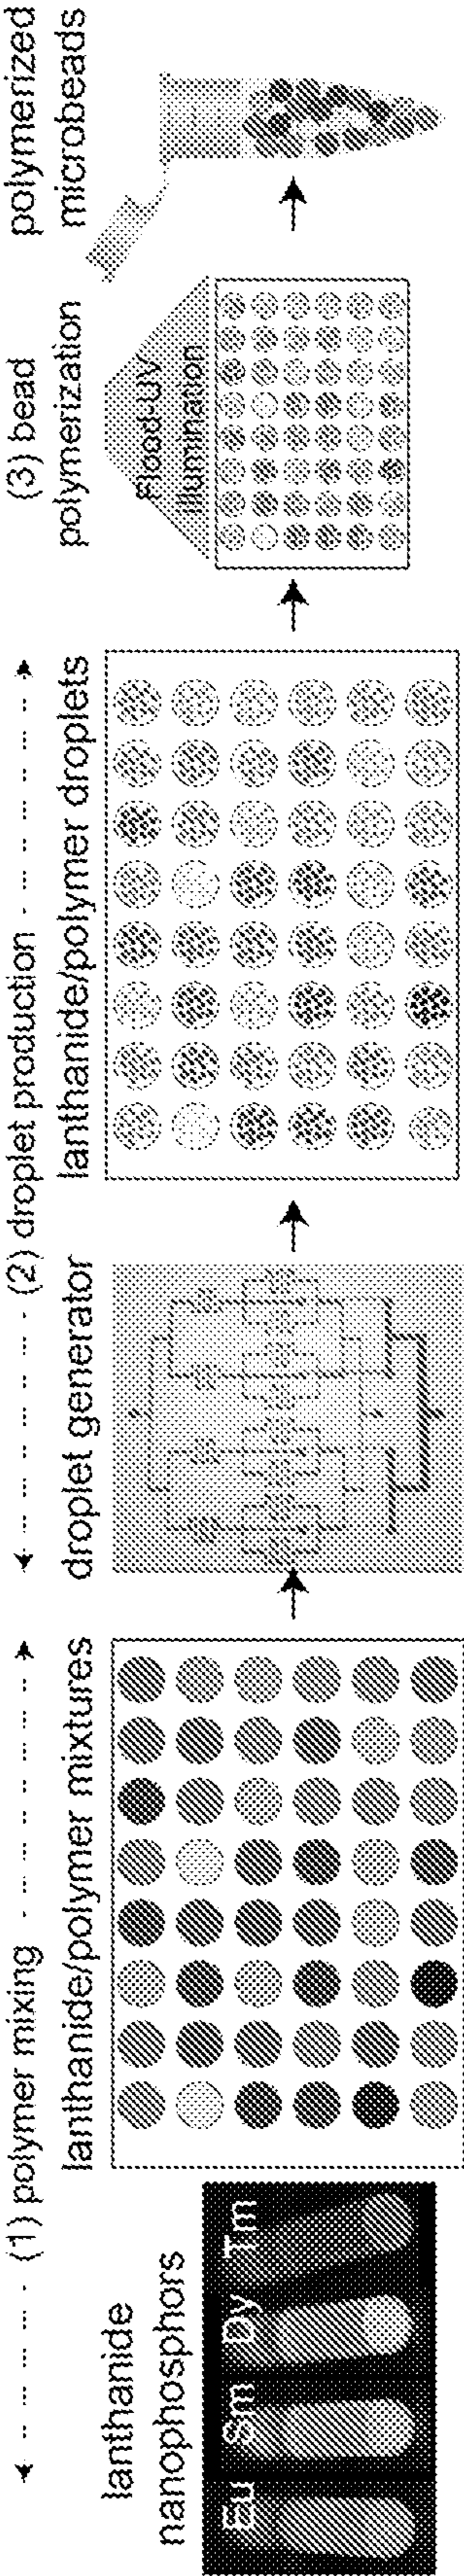 (1) polymer mixing
(2) droplet production
lanthanide
nanophosphors
Eu Sm Dy Tm
lanthanide/polymer mixtures
droplet generator
lanthanide/polymer droplets
(3) bead
polymerization
Flood-UV
illumination
polymerized
microbeads